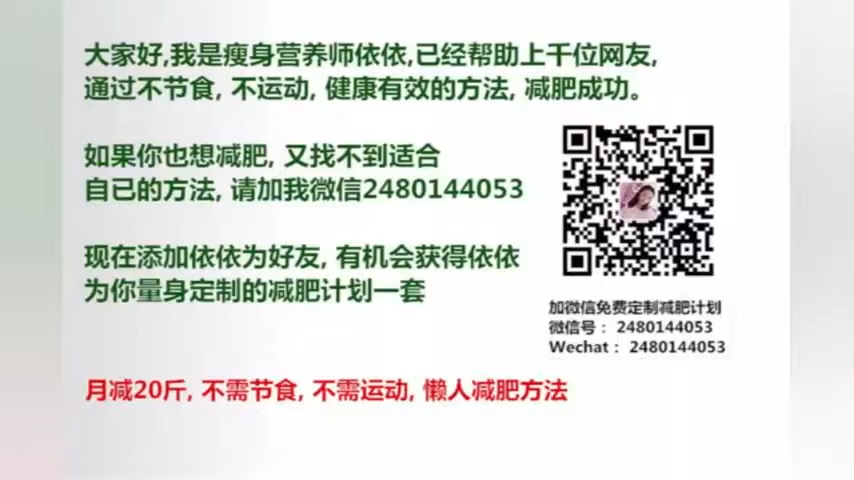 大家好,我是瘦身营养师依依,已经帮助上千位网友,
通过不节食, 不运动, 健康有效的方法, 减肥成功。
如果你也想减肥, 又找不到适合
自已的方法, 请加我微信2480144053
现在添加依依为好友, 有机会获得依依
为你量身定制的减肥计划一套
加微信免费定制减肥计划
微信号： 2480144053
Wechat： 2480144053
月减20斤, 不需节食, 不需运动, 懒人减肥方法